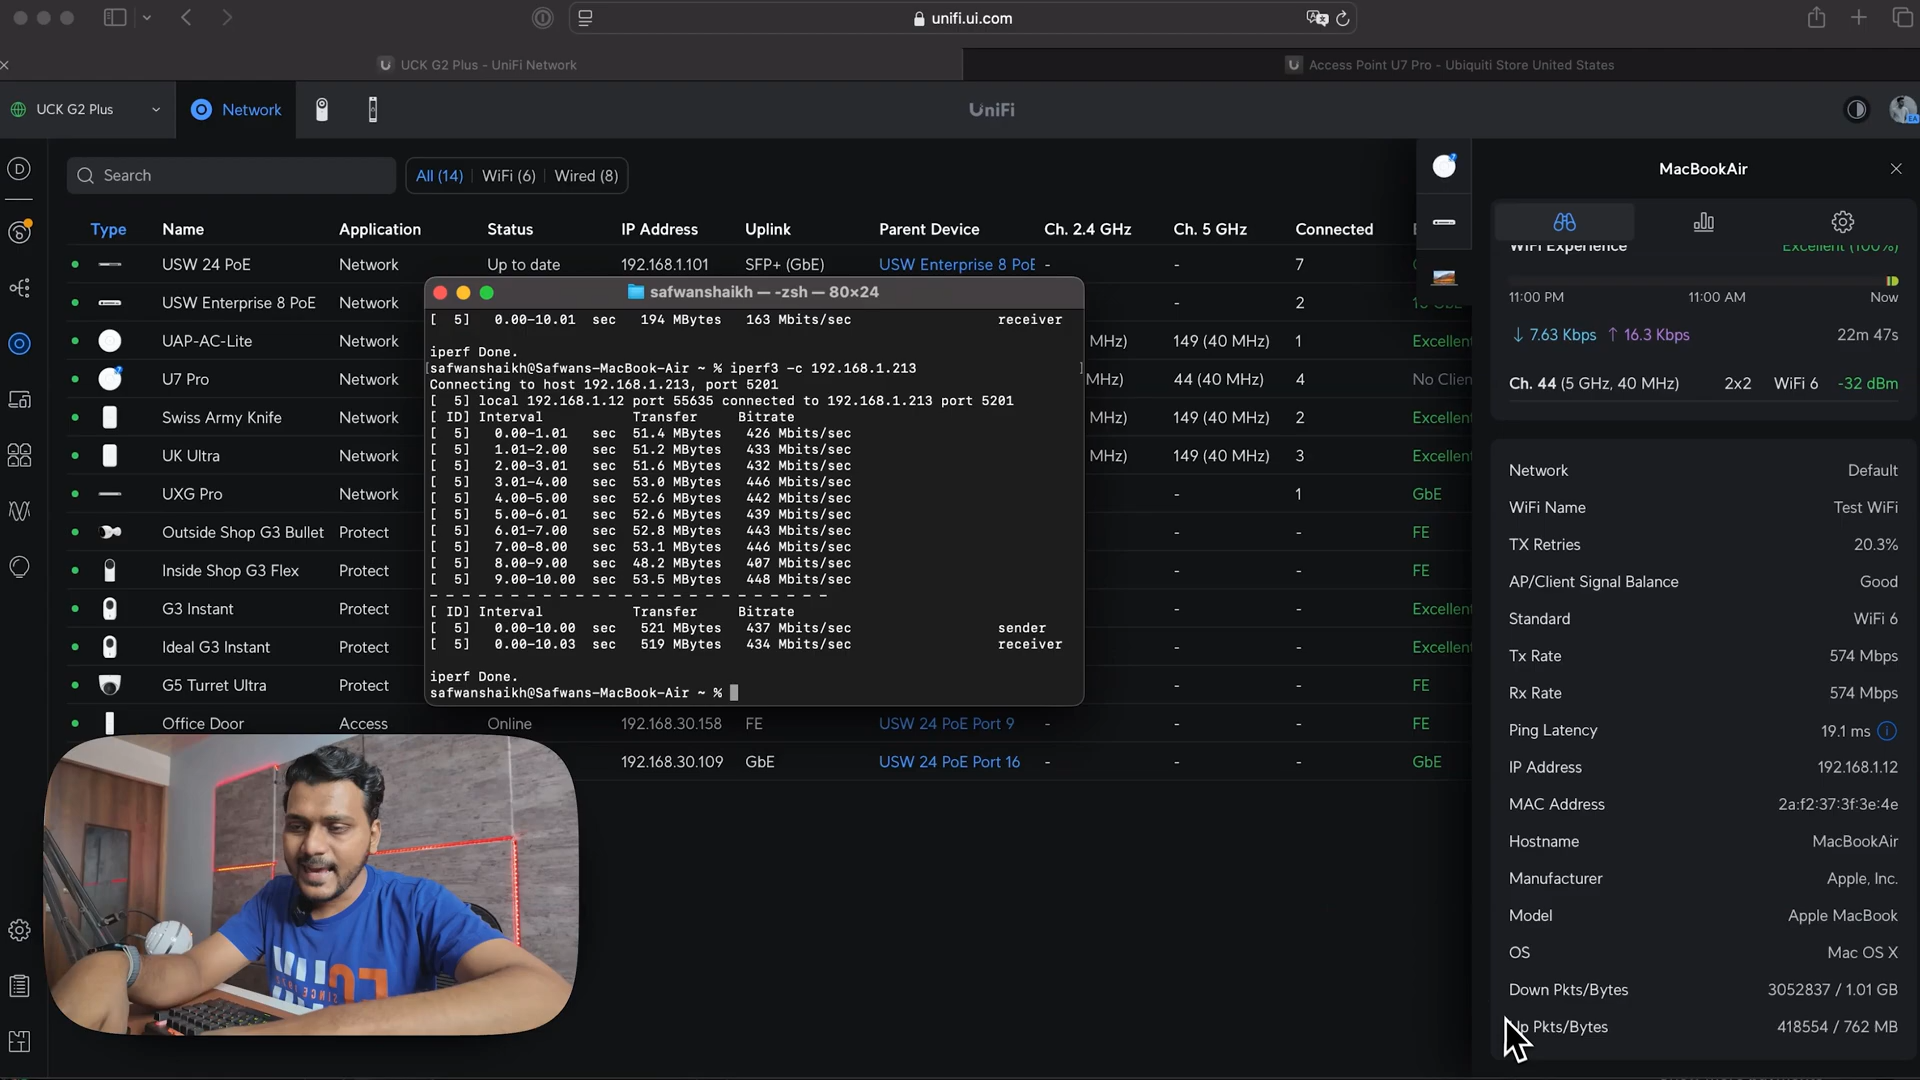 unifi.ui.com
UCK G2 Plus - UniFi Network
Access Point U7 Pro - Ubiquiti Store United States
UCK G2 Plus
Network
UniFi
EA
D
Search
All (14) WiFi (6) Wired (8)
Type Name Application Status IP Address Uplink Parent Device Ch. 2.4 GHz Ch. 5 GHz Connected
USW 24 PoE Network Up to date 192.168.1.101 SFP+ (GbE) USW Enterprise 8 PoE - - 7
USW Enterprise 8 PoE Network - 2
UAP-AC-Lite Network MHz) 149 (40 MHz) 1 Excellent
U7 Pro Network MHz) 44 (40 MHz) 4 No Clien
Swiss Army Knife Network MHz) 149 (40 MHz) 2 Excellent
UK Ultra Network MHz) 149 (40 MHz) 3 Excellent
UXG Pro Network - 1 GbE
Outside Shop G3 Bullet Protect - - FE
Inside Shop G3 Flex Protect - - FE
G3 Instant Protect - - Excellent
Ideal G3 Instant Protect - - Excellent
G5 Turret Ultra Protect - - FE
Office Door Access Online 192.168.30.158 FE USW 24 PoE Port 9 - - - FE
192.168.30.109 GbE USW 24 PoE Port 16 - - - GbE
safwanshaikh — -zsh — 80×24
[ 5] 0.00-10.01 sec 194 MBytes 163 Mbits/sec receiver
iperf Done.
[safwanshaikh@Safwans-MacBook-Air ~ % iperf3 -c 192.168.1.213 ]
Connecting to host 192.168.1.213, port 5201
[ 5] local 192.168.1.12 port 55635 connected to 192.168.1.213 port 5201
[ ID] Interval Transfer Bitrate
[ 5] 0.00-1.01 sec 51.4 MBytes 426 Mbits/sec
[ 5] 1.01-2.00 sec 51.2 MBytes 433 Mbits/sec
[ 5] 2.00-3.01 sec 51.6 MBytes 432 Mbits/sec
[ 5] 3.01-4.00 sec 53.0 MBytes 446 Mbits/sec
[ 5] 4.00-5.00 sec 52.6 MBytes 442 Mbits/sec
[ 5] 5.00-6.01 sec 52.6 MBytes 439 Mbits/sec
[ 5] 6.01-7.00 sec 52.8 MBytes 443 Mbits/sec
[ 5] 7.00-8.00 sec 53.1 MBytes 446 Mbits/sec
[ 5] 8.00-9.00 sec 48.2 MBytes 407 Mbits/sec
[ 5] 9.00-10.00 sec 53.5 MBytes 448 Mbits/sec
- - - - - - - - - - - - - - - - - - - - - - - - -
[ ID] Interval Transfer Bitrate
[ 5] 0.00-10.00 sec 521 MBytes 437 Mbits/sec sender
[ 5] 0.00-10.03 sec 519 MBytes 434 Mbits/sec receiver
iperf Done.
safwanshaikh@Safwans-MacBook-Air ~ %
MacBookAir
WiFi Experience Excellent (100%)
11:00 PM 11:00 AM Now
↓ 7.63 Kbps ↑ 16.3 Kbps 22m 47s
Ch. 44 (5 GHz, 40 MHz) 2x2 WiFi 6 -32 dBm
Network Default
WiFi Name Test WiFi
TX Retries 20.3%
AP/Client Signal Balance Good
Standard WiFi 6
Tx Rate 574 Mbps
Rx Rate 574 Mbps
Ping Latency 19.1 ms
IP Address 192.168.1.12
MAC Address 2a:f2:37:3f:3e:4e
Hostname MacBookAir
Manufacturer Apple, Inc.
Model Apple MacBook
OS Mac OS X
Down Pkts/Bytes 3052837 / 1.01 GB
Up Pkts/Bytes 418554 / 762 MB